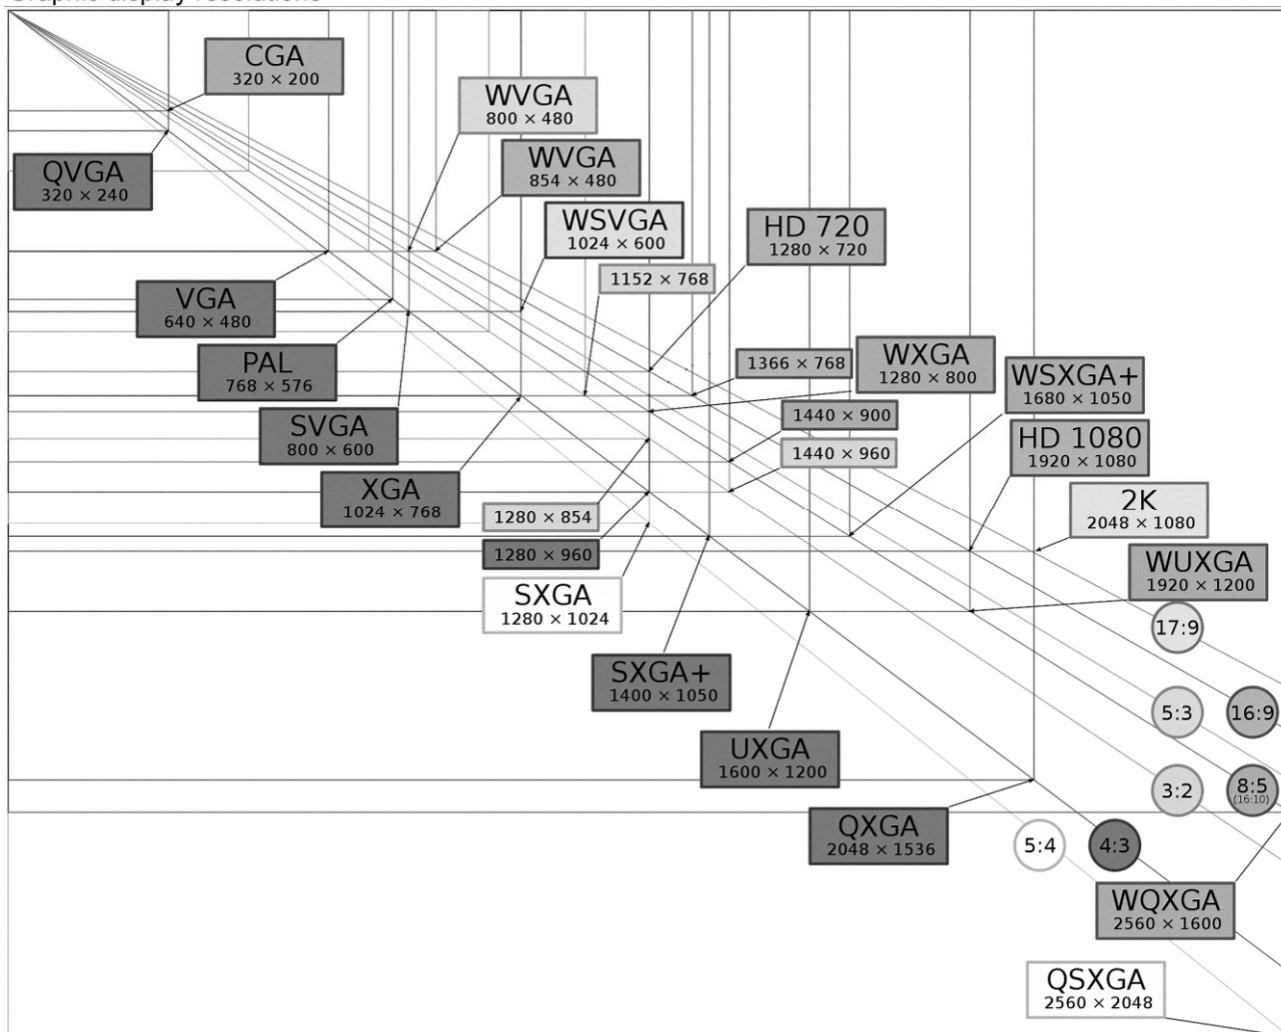 Graphic display resolutions
CGA
320 × 200
WVGA
800 × 480
WVGA
854 × 480
QVGA
320 × 240
WSVGA
1024 × 600
HD 720
1280 × 720
1152 × 768
VGA
640 × 480
PAL
768 × 576
1366 × 768
WXGA
1280 × 800
WSXGA+
1680 × 1050
SVGA
800 × 600
1440 × 900
HD 1080
1920 × 1080
1440 × 960
XGA
1024 × 768
1280 × 854
2K
2048 × 1080
1280 × 960
WUXGA
1920 × 1200
SXGA
1280 × 1024
17:9
SXGA+
1400 × 1050
5:3
16:9
UXGA
1600 × 1200
3:2
8:5
(16:10)
QXGA
2048 × 1536
5:4
4:3
WQXGA
2560 × 1600
QSXGA
2560 × 2048